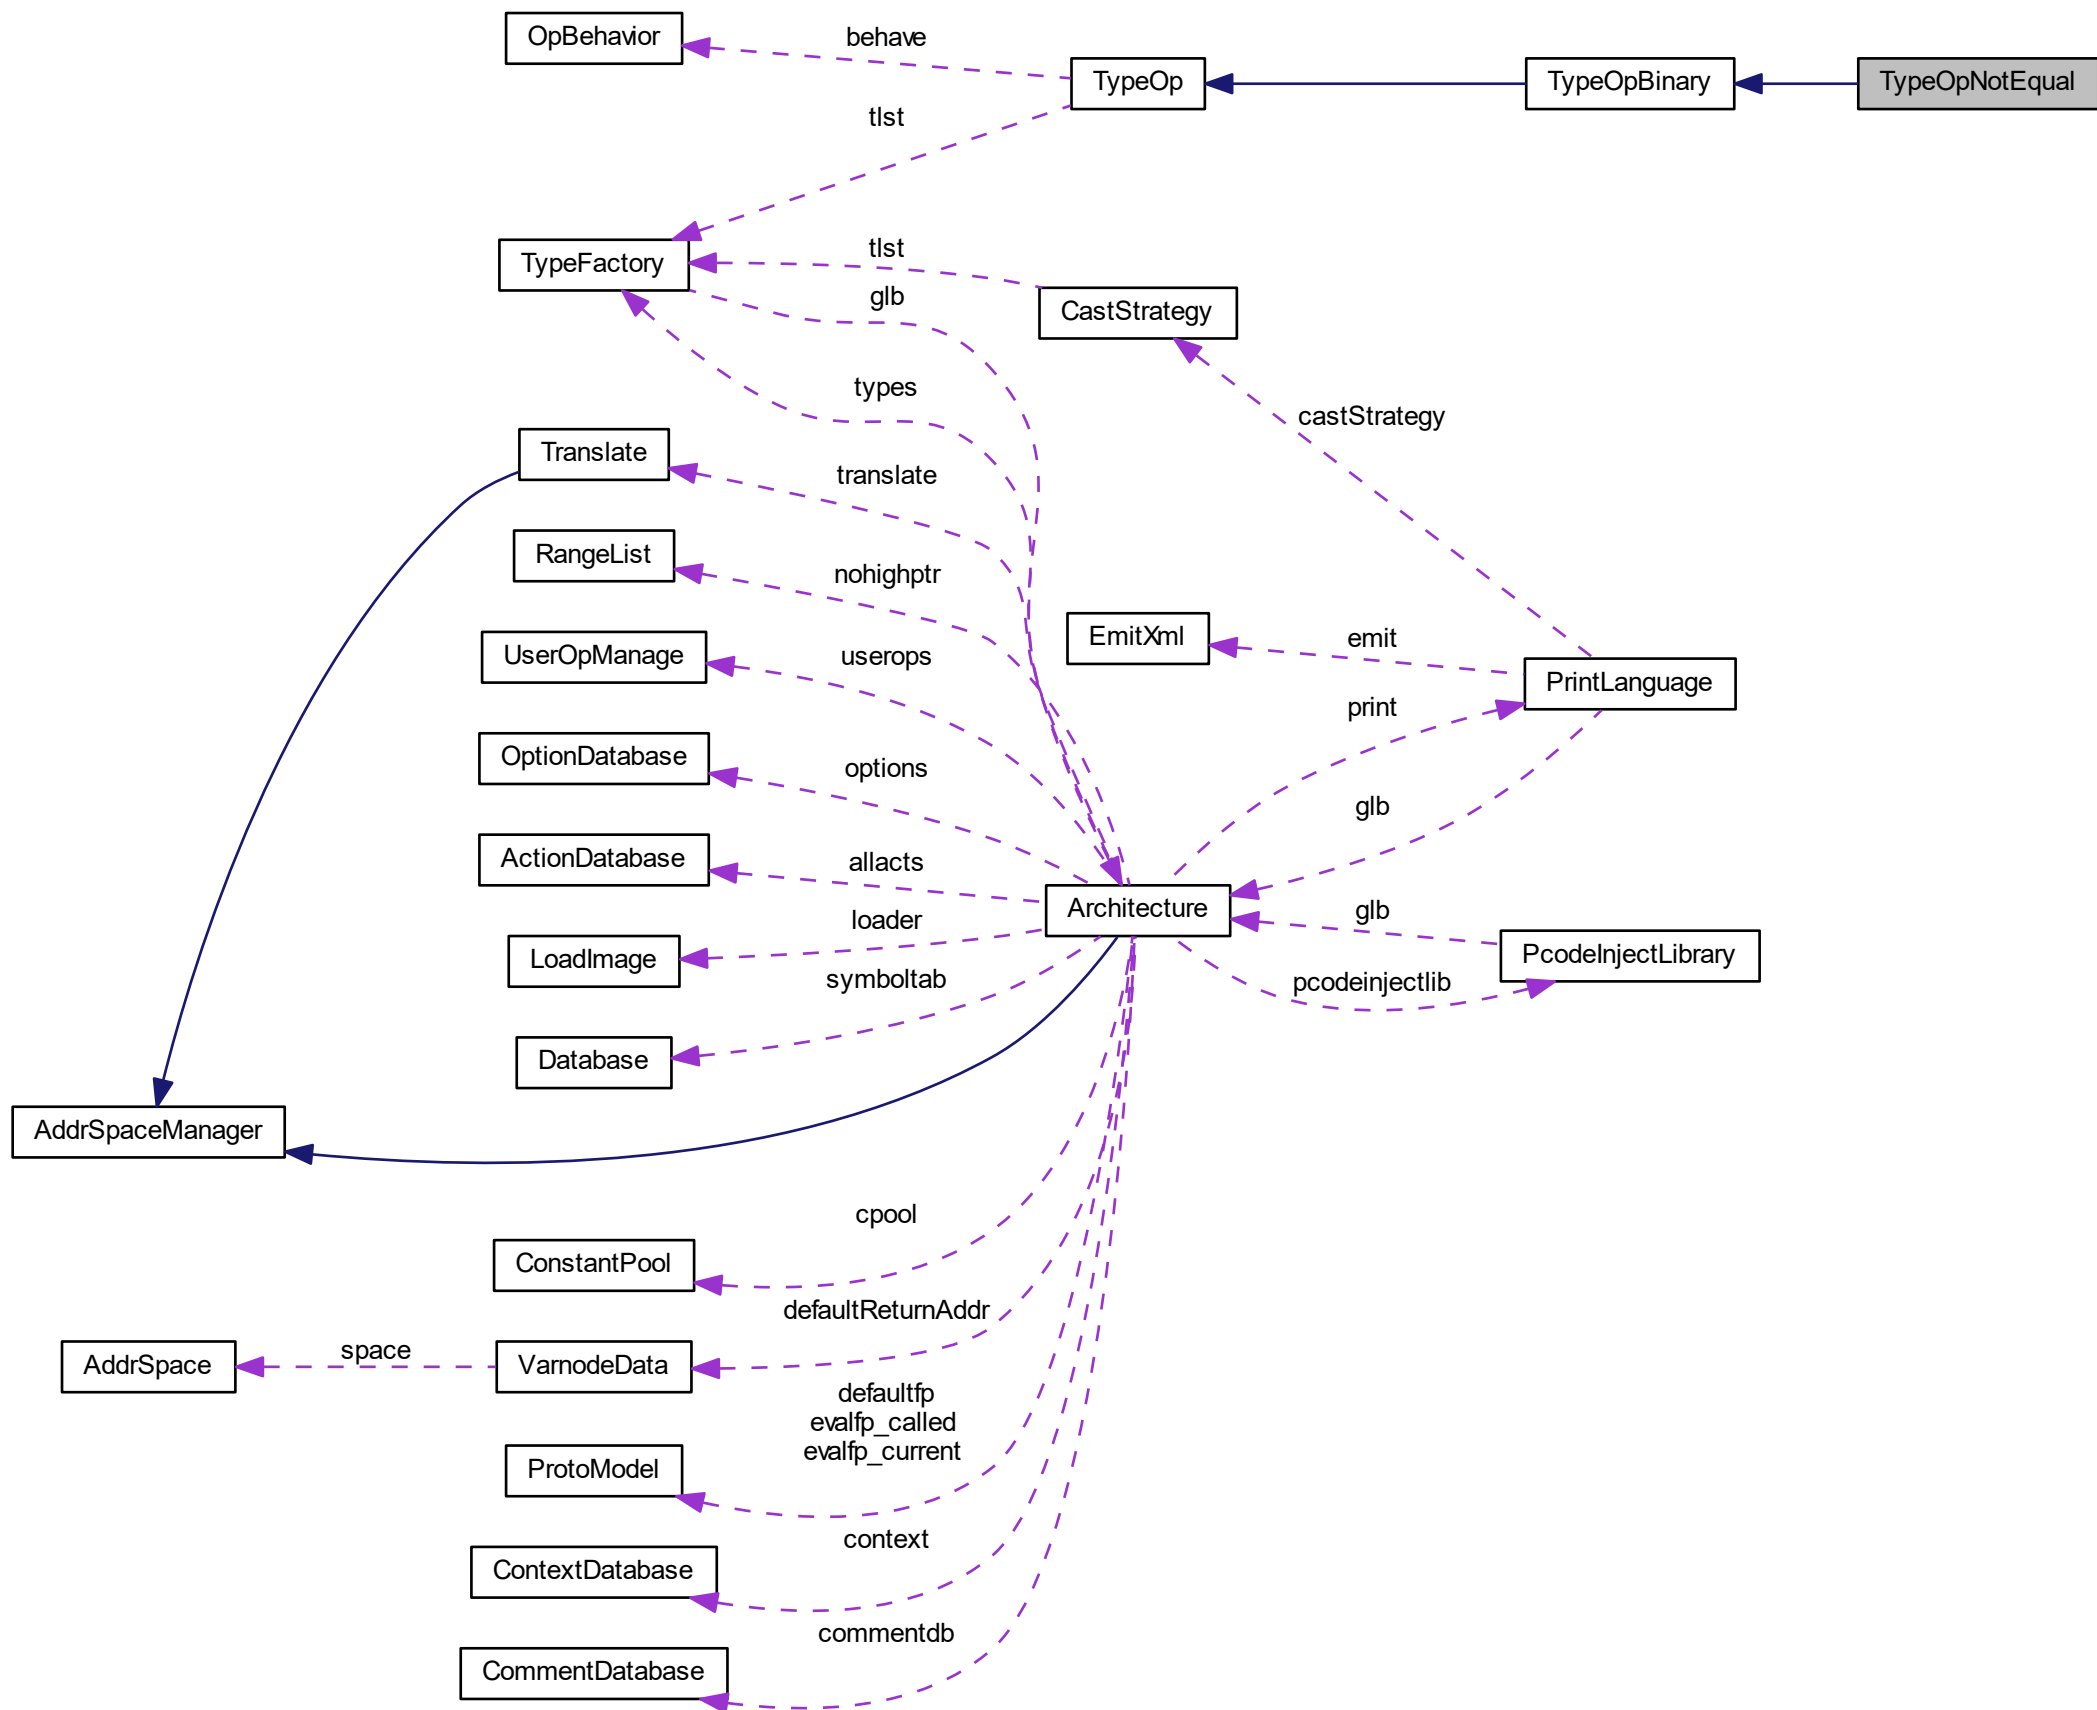 OpBehavior
behave
TypeOp
TypeOpBinary
TypeOpNotEqual
tlst
TypeFactory
tlst
glb
CastStrategy
types
castStrategy
Translate
translate
RangeList
nohighptr
EmitXml
emit
UserOpManage
userops
PrintLanguage
print
OptionDatabase
options
glb
ActionDatabase
allacts
Architecture
glb
LoadImage
loader
PcodeInjectLibrary
symboltab
pcodeinjectlib
Database
AddrSpaceManager
cpool
ConstantPool
defaultReturnAddr
AddrSpace
space
VarnodeData
defaultfp
evalfp_called
evalfp_current
ProtoModel
context
ContextDatabase
commentdb
CommentDatabase